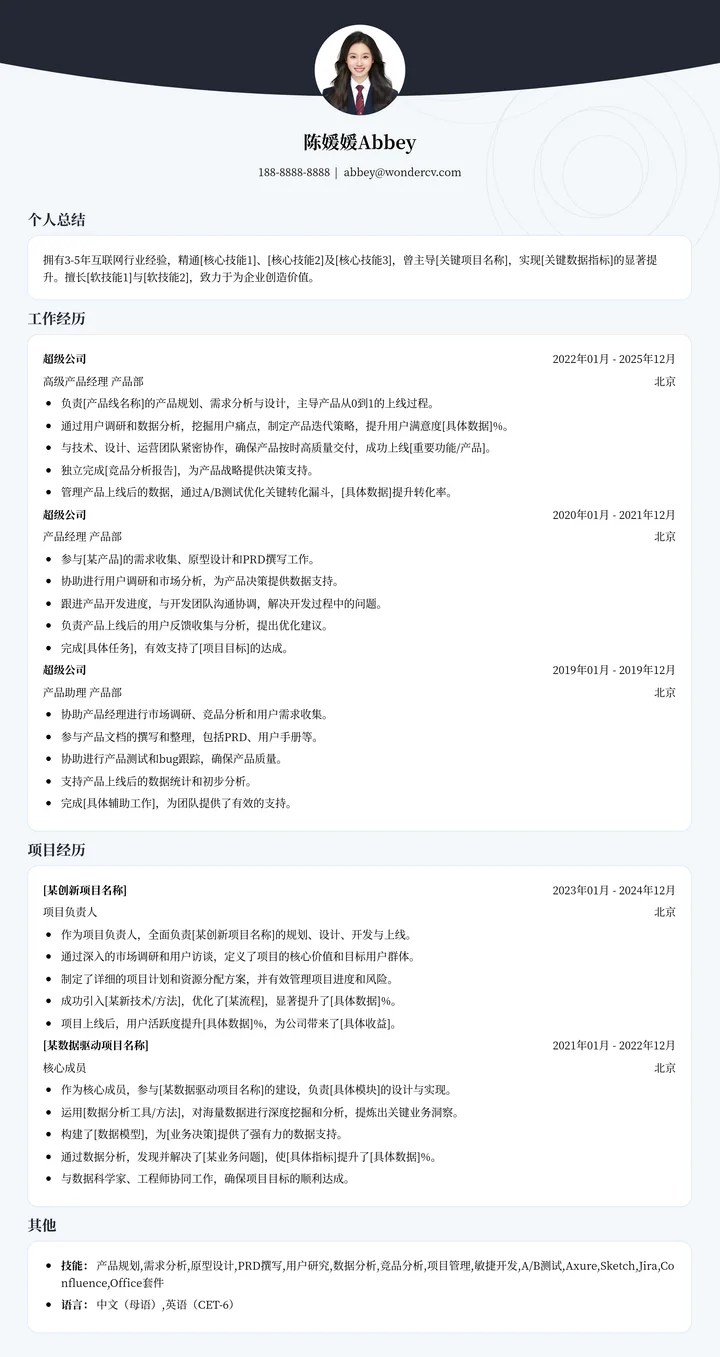 陈媛媛Abbey
188-8888-8888 | abbey@wondercv.com
个人总结
拥有3-5年互联网行业经验，精通[核心技能1]、[核心技能2]及[核心技能3]，曾主导[关键项目名称]，实现[关键数据指标]的显著提
升。擅长[软技能1]与[软技能2]，致力于为企业创造价值。
工作经历
超级公司 2022年01月 - 2025年12月
高级产品经理 产品部 北京
• 负责[产品线名称]的产品规划、需求分析与设计，主导产品从0到1的上线过程。
• 通过用户调研和数据分析，挖掘用户痛点，制定产品迭代策略，提升用户满意度[具体数据]%。
• 与技术、设计、运营团队紧密协作，确保产品按时高质量交付，成功上线[重要功能/产品]。
• 独立完成[竞品分析报告]，为产品战略提供决策支持。
• 管理产品上线后的数据，通过A/B测试优化关键转化漏斗，[具体数据]提升转化率。
超级公司 2020年01月 - 2021年12月
产品经理 产品部 北京
• 参与[某产品]的需求收集、原型设计和PRD撰写工作。
• 协助进行用户调研和市场分析，为产品决策提供数据支持。
• 跟进产品开发进度，与开发团队沟通协调，解决开发过程中的问题。
• 负责产品上线后的用户反馈收集与分析，提出优化建议。
• 完成[具体任务]，有效支持了[项目目标]的达成。
超级公司 2019年01月 - 2019年12月
产品助理 产品部 北京
• 协助产品经理进行市场调研、竞品分析和用户需求收集。
• 参与产品文档的撰写和整理，包括PRD、用户手册等。
• 协助进行产品测试和bug跟踪，确保产品质量。
• 支持产品上线后的数据统计和初步分析。
• 完成[具体辅助工作]，为团队提供了有效的支持。
项目经历
[某创新项目名称] 2023年01月 - 2024年12月
项目负责人 北京
• 作为项目负责人，全面负责[某创新项目名称]的规划、设计、开发与上线。
• 通过深入的市场调研和用户访谈，定义了项目的核心价值和目标用户群体。
• 制定了详细的项目计划和资源分配方案，并有效管理项目进度和风险。
• 成功引入[某新技术/方法]，优化了[某流程]，显著提升了[具体数据]%。
• 项目上线后，用户活跃度提升[具体数据]%，为公司带来了[具体收益]。
[某数据驱动项目名称] 2021年01月 - 2022年12月
核心成员 北京
• 作为核心成员，参与[某数据驱动项目名称]的建设，负责[具体模块]的设计与实现。
• 运用[数据分析工具/方法]，对海量数据进行深度挖掘和分析，提炼出关键业务洞察。
• 构建了[数据模型]，为[业务决策]提供了强有力的数据支持。
• 通过数据分析，发现并解决了[某业务问题]，使[具体指标]提升了[具体数据]%。
• 与数据科学家、工程师协同工作，确保项目目标的顺利达成。
其他
• 技能： 产品规划,需求分析,原型设计,PRD撰写,用户研究,数据分析,竞品分析,项目管理,敏捷开发,A/B测试,Axure,Sketch,Jira,Co
nfluence,Office套件
• 语言： 中文（母语）,英语（CET-6）